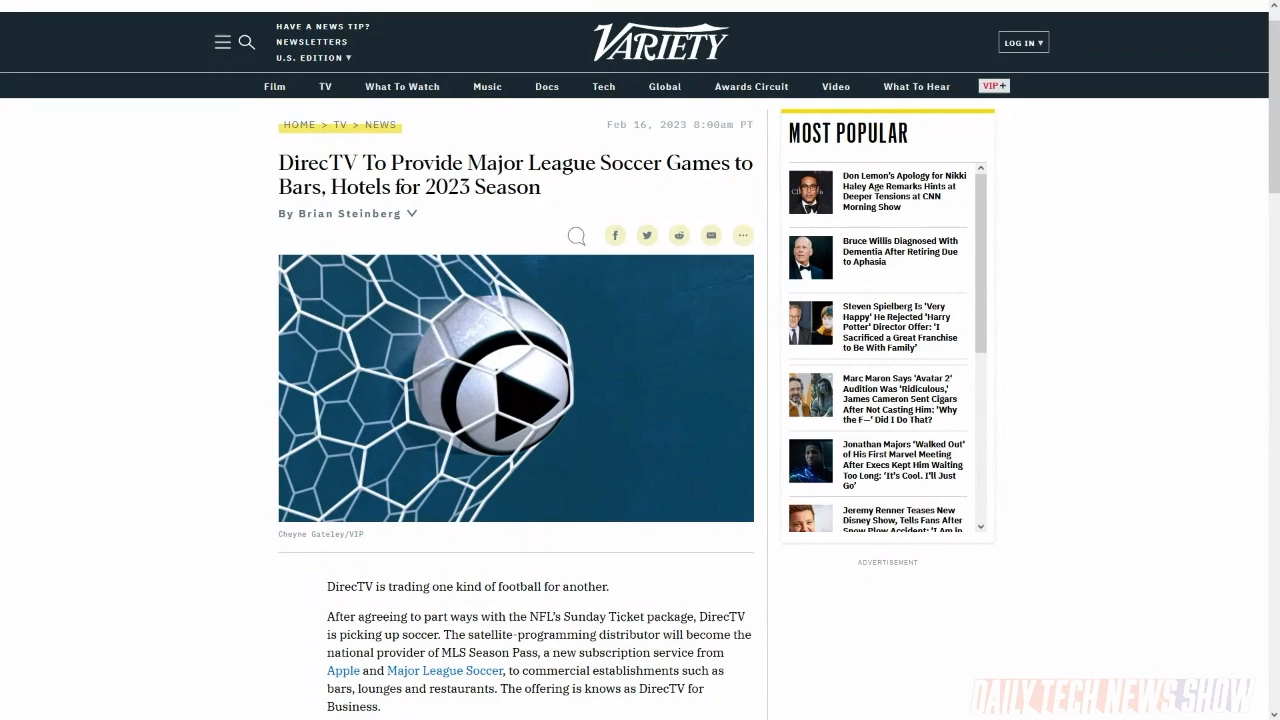 HAVE A NEWS TIP?
NEWSLETTERS
U.S. EDITION ▾
VARIETY
LOG IN ▾
Film TV What To Watch Music Docs Tech Global Awards Circuit Video What To Hear VIP+
HOME > TV > NEWS
Feb 16, 2023 8:00am PT
DirecTV To Provide Major League Soccer Games to
Bars, Hotels for 2023 Season
By Brian Steinberg
Cheyne Gateley/VIP
DirecTV is trading one kind of football for another.
After agreeing to part ways with the NFL's Sunday Ticket package, DirecTV
is picking up soccer. The satellite-programming distributor will become the
national provider of MLS Season Pass, a new subscription service from
Apple and Major League Soccer, to commercial establishments such as
bars, lounges and restaurants. The offering is knows as DirecTV for
Business.
MOST POPULAR
Don Lemon's Apology for Nikki
Haley Age Remarks Hints at
Deeper Tensions at CNN
Morning Show
Bruce Willis Diagnosed With
Dementia After Retiring Due
to Aphasia
Steven Spielberg Is 'Very
Happy' He Rejected 'Harry
Potter' Director Offer: 'I
Sacrificed a Great Franchise
to Be With Family'
Marc Maron Says 'Avatar 2'
Audition Was 'Ridiculous,'
James Cameron Sent Cigars
After Not Casting Him: 'Why
the F—' Did I Do That?
Jonathan Majors 'Walked Out'
of His First Marvel Meeting
After Execs Kept Him Waiting
Too Long: 'It's Cool. I'll Just
Go'
Jeremy Renner Teases New
Disney Show, Tells Fans After
Snow Plow Accident: 'I Am in
ADVERTISEMENT
DAILY TECH NEWS SHOW